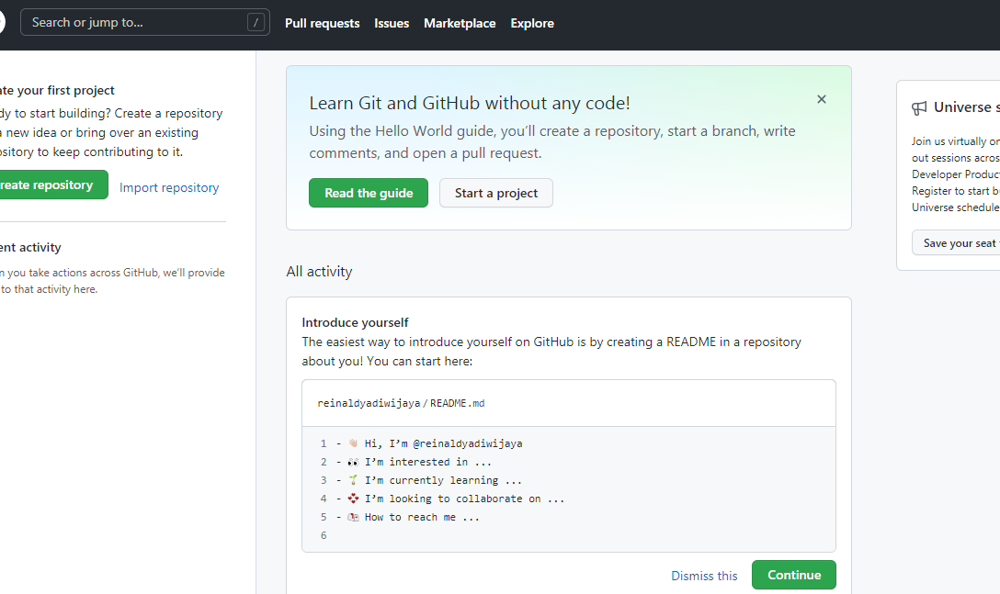 Search or jump to... /
Pull requests Issues Marketplace Explore
ate your first project
dy to start building? Create a repository
a new idea or bring over an existing
ository to keep contributing to it.
reate repository Import repository
ent activity
n you take actions across GitHub, we'll provide
to that activity here.
Learn Git and GitHub without any code!
Using the Hello World guide, you'll create a repository, start a branch, write
comments, and open a pull request.
Read the guide Start a project
All activity
Introduce yourself
The easiest way to introduce yourself on GitHub is by creating a README in a repository
about you! You can start here:
reinaldyadiwijaya / README.md
1 - 👋 Hi, I’m @reinaldyadiwijaya
2 - 👀 I’m interested in ...
3 - 🌱 I’m currently learning ...
4 - 💞️ I’m looking to collaborate on ...
5 - 📫 How to reach me ...
6
Dismiss this Continue
Universe s
Join us virtually or
out sessions acros
Developer Produc
Register to start bu
Universe schedule
Save your seat